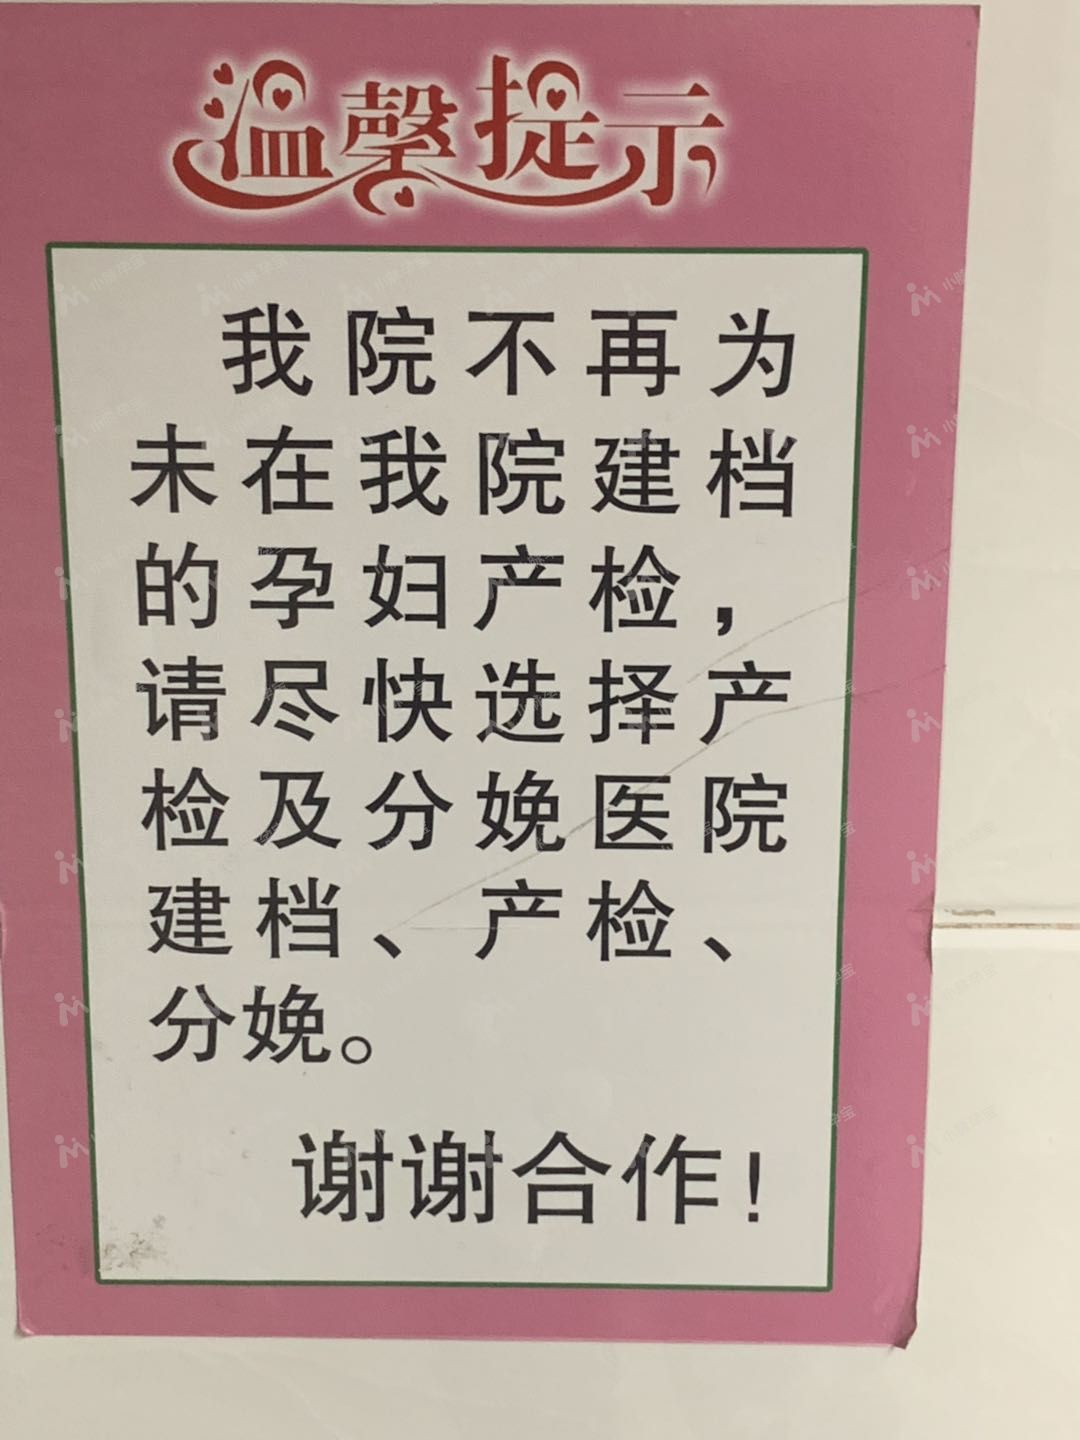 温馨提示
我院不再为
未在我院建档
的孕妇产检，
请尽快选择产
检及分娩医院
建档、产检、
分娩。
谢谢合作！